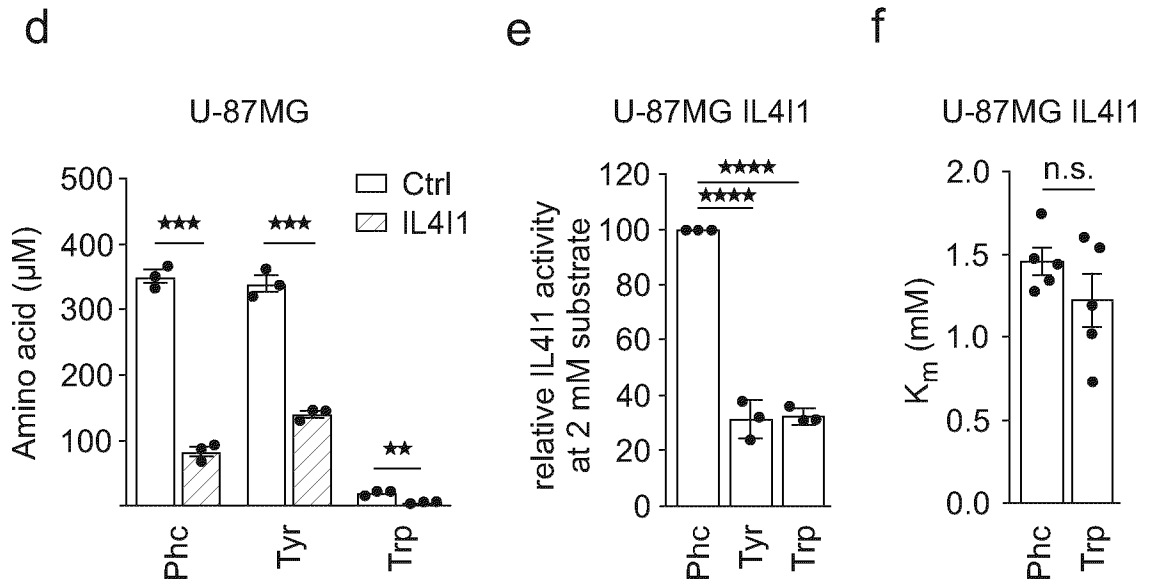 d
U-87MG
Amino acid (µM)
500
400
300
200
100
Ctrl
IL4I1
★★★
★★★
★★
Phc
Tyr
Trp
e
U-87MG IL4I1
relative IL4I1 activity
at 2 mM substrate
120
100
80
60
40
20
0
★★★★
★★★★
Phc
Tyr
Trp
f
U-87MG IL4I1
Km (mM)
2.0
1.5
1.0
0.5
0.0
n.s.
Phc
Trp